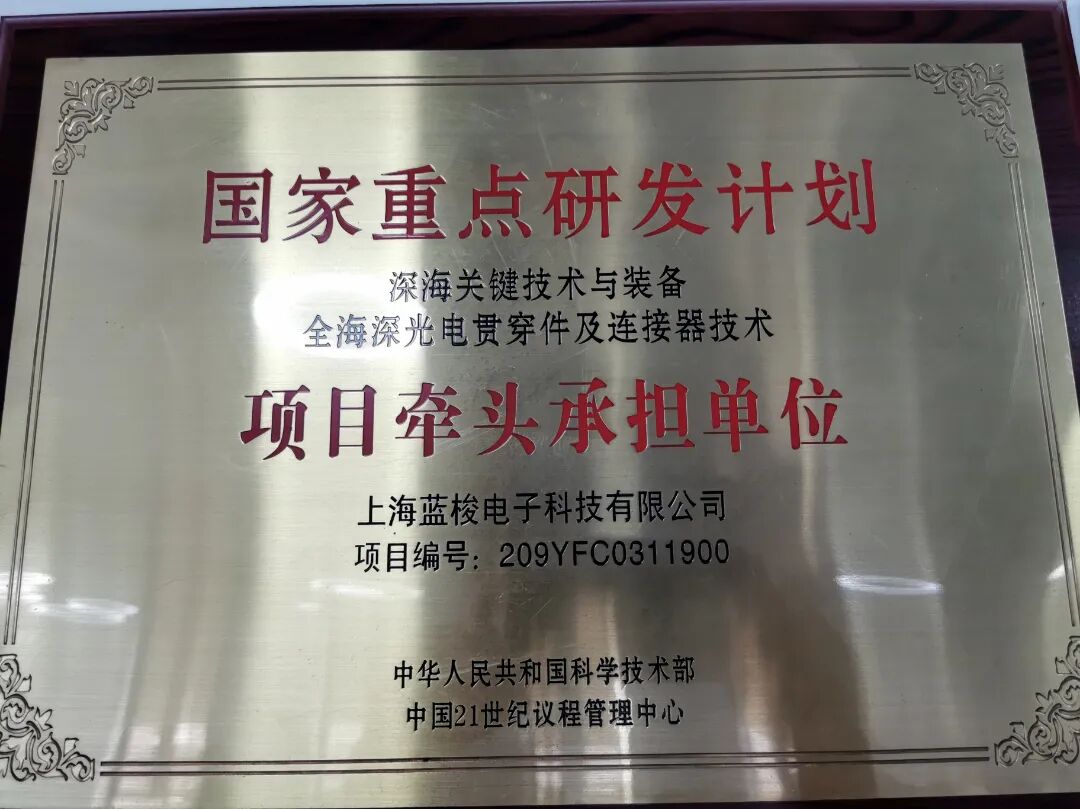 国家重点研发计划
深海关键技术与装备
全海深光电贯穿件及连接器技术
项目牵头承担单位
上海蓝梭电子科技有限公司
项目编号：209YFC0311900
中华人民共和国科学技术部
中国21世纪议程管理中心